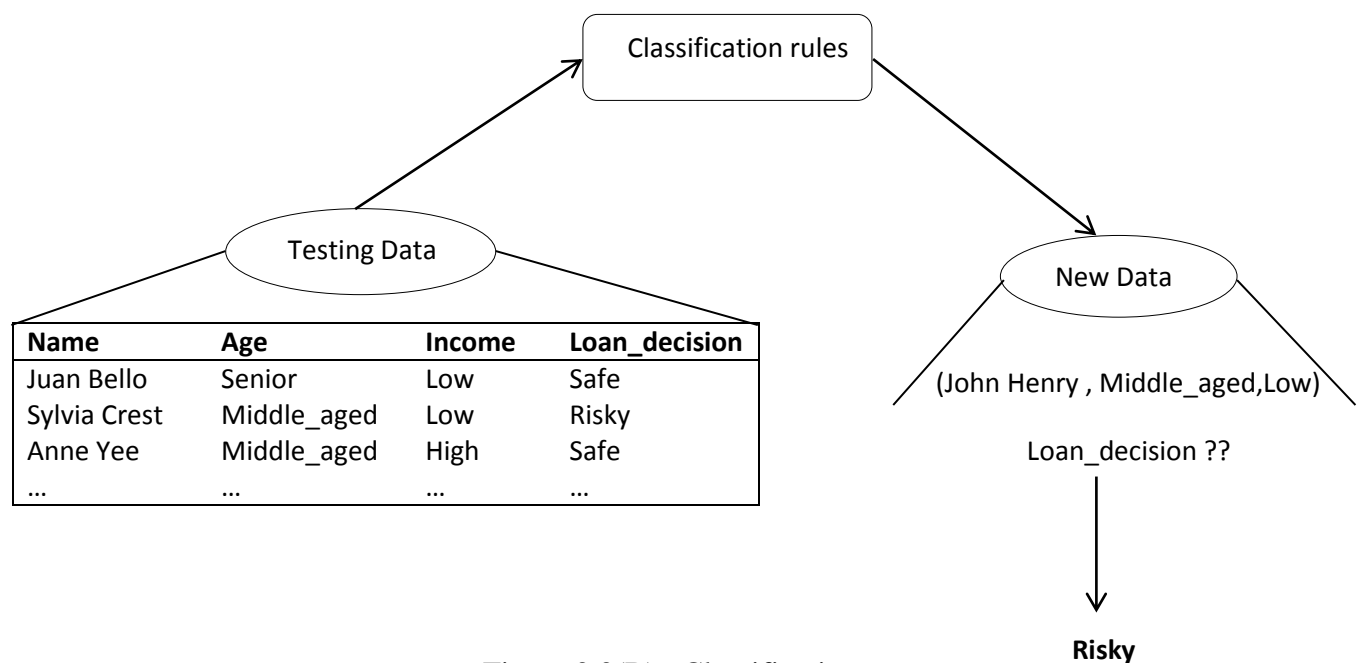 Classification rules
Testing Data
New Data
Name Age Income Loan_decision
Juan Bello Senior Low Safe
Sylvia Crest Middle_aged Low Risky
Anne Yee Middle_aged High Safe
... ... ... ...
(John Henry , Middle_aged,Low)
Loan_decision ??
Risky